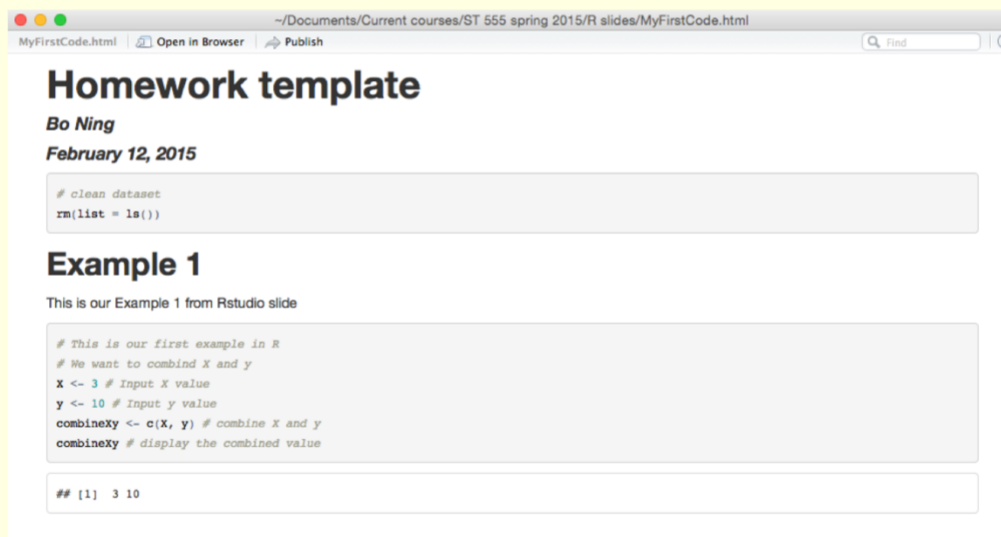 ~/Documents/Current courses/ST 555 spring 2015/R slides/MyFirstCode.html
MyFirstCode.html Open in Browser Publish Find
Homework template
Bo Ning
February 12, 2015
# clean dataset
rm(list = ls())
Example 1
This is our Example 1 from Rstudio slide
# This is our first example in R
# We want to combind X and y
X <- 3 # Input X value
y <- 10 # Input y value
combineXy <- c(X, y) # combine X and y
combineXy # display the combined value
## [1]  3 10